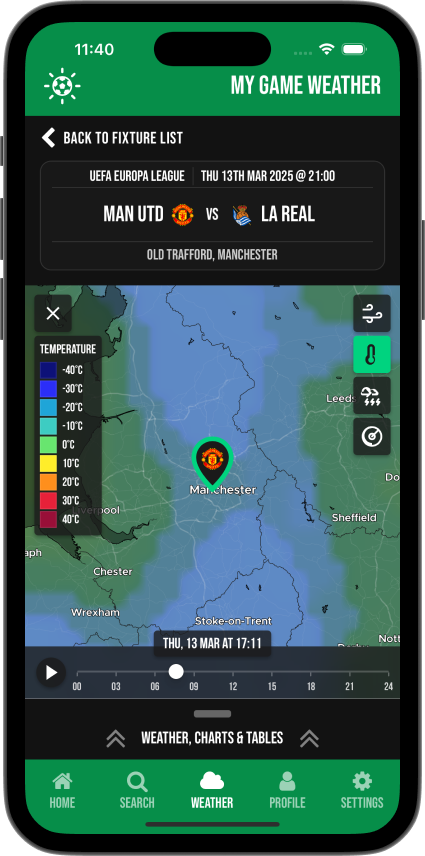 11:40
MY GAME WEATHER
BACK TO FIXTURE LIST
UEFA EUROPA LEAGUE THU 13TH MAR 2025 @ 21:00
MAN UTD VS LA REAL
OLD TRAFFORD, MANCHESTER
TEMPERATURE
-40°C
-30°C
-20°C
-10°C
0°C
10°C
20°C
30°C
40°C
Leeds
Manchester
Liverpool
Do
Sheffield
aph
Chester
Wrexham
Stoke-on-Trent
Nott
THU, 13 MAR AT 17:11
00 03 06 09 12 15 18 21 24
WEATHER, CHARTS & TABLES
HOME SEARCH WEATHER PROFILE SETTINGS